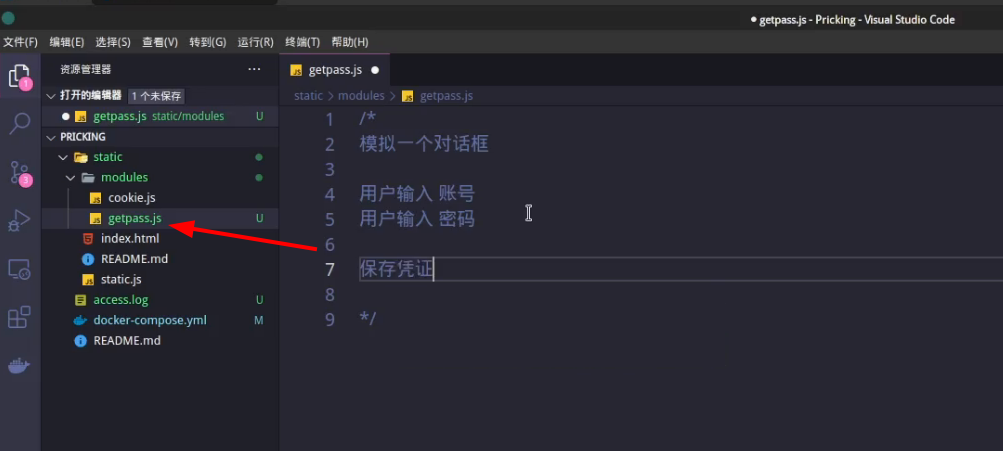 getpass.js - Pricking - Visual Studio Code
文件(F) 编辑(E) 选择(S) 查看(V) 转到(G) 运行(R) 终端(T) 帮助(H)
资源管理器
getpass.js
打开的编辑器 1 个未保存
static > modules > getpass.js
getpass.js static/modules U
PRICKING
static
modules
cookie.js
getpass.js U
index.html
README.md
static.js
access.log U
docker-compose.yml M
README.md
1
3
1 /*
2 模拟一个对话框
3
4 用户输入 账号
5 用户输入 密码
6
7 保存凭证
8
9 */